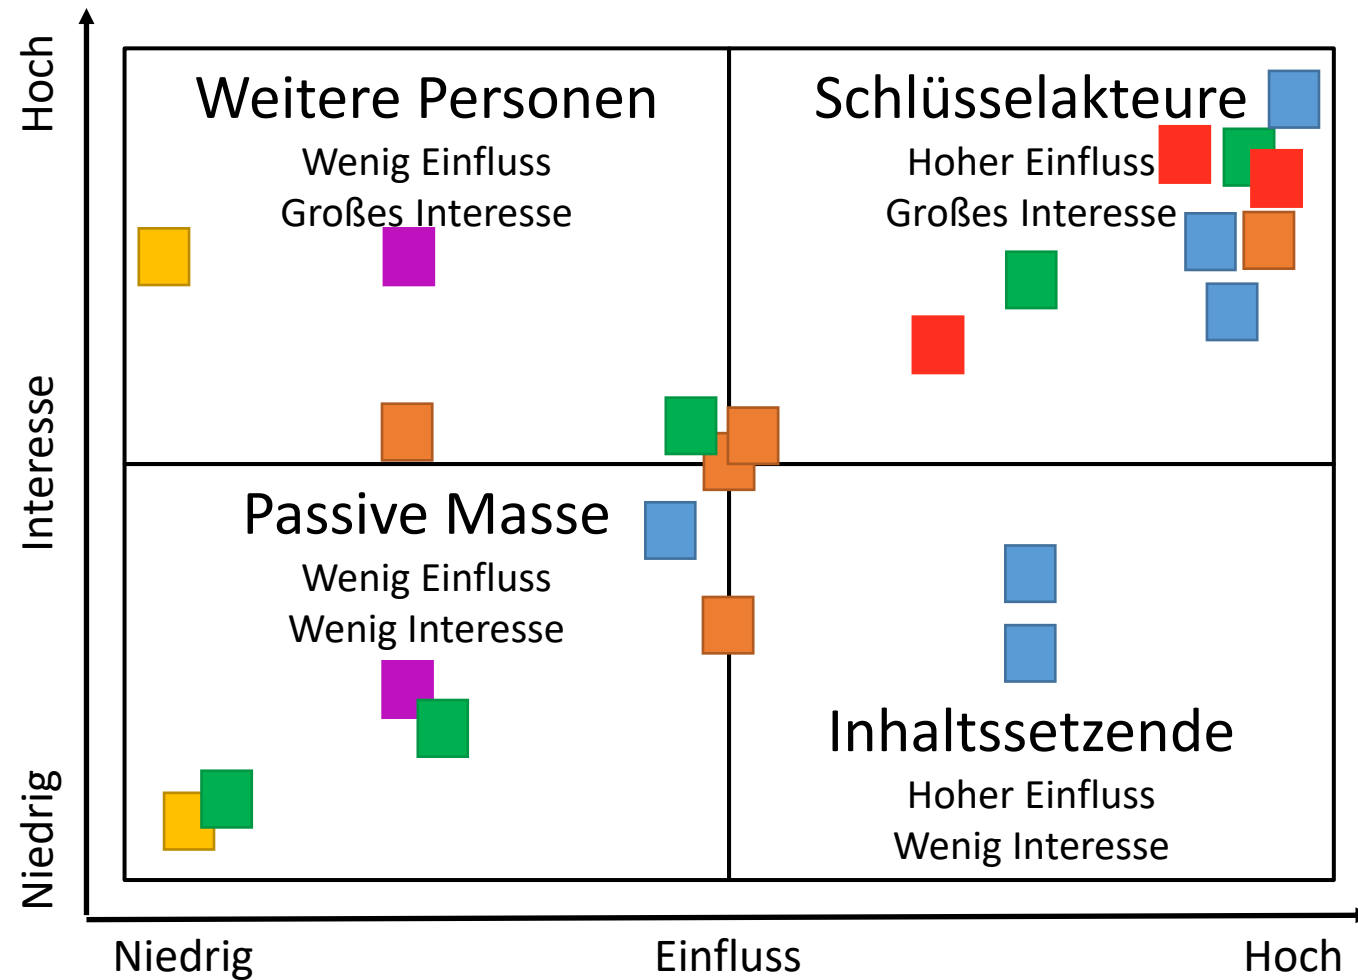 Hoch
Interesse
Niedrig
Weitere Personen
Wenig Einfluss
Großes Interesse
Schlüsselakteure
Hoher Einfluss
Großes Interesse
Passive Masse
Wenig Einfluss
Wenig Interesse
Inhaltssetzende
Hoher Einfluss
Wenig Interesse
Niedrig
Einfluss
Hoch